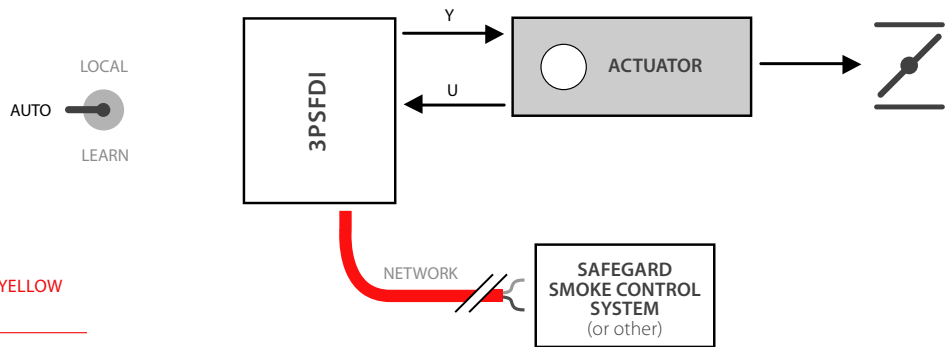 LOCAL
AUTO
LEARN
3PSFDI
Y
U
ACTUATOR
NETWORK
YELLOW
SAFEGARD
SMOKE CONTROL
SYSTEM
(or other)